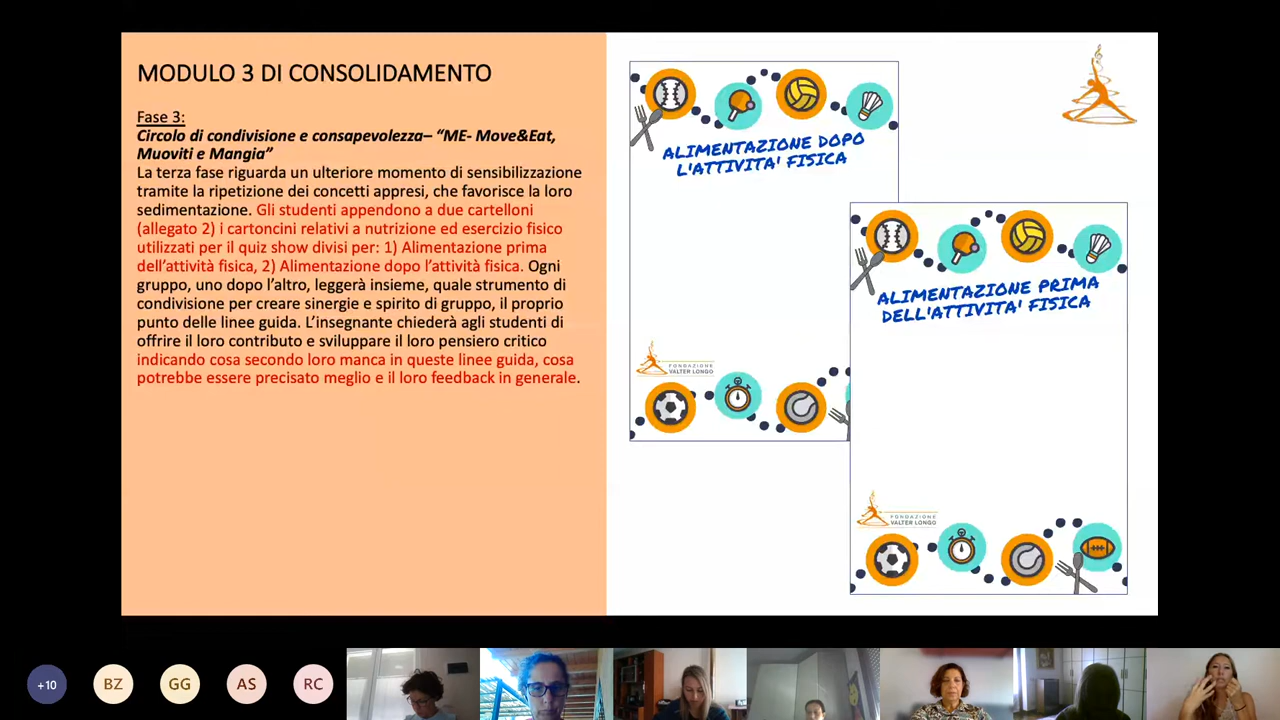 MODULO 3 DI CONSOLIDAMENTO
Fase 3:
Circolo di condivisione e consapevolezza– “ME- Move&Eat,
Muoviti e Mangia”
La terza fase riguarda un ulteriore momento di sensibilizzazione
tramite la ripetizione dei concetti appresi, che favorisce la loro
sedimentazione. Gli studenti appendono a due cartelloni
(allegato 2) i cartoncini relativi a nutrizione ed esercizio fisico
utilizzati per il quiz show divisi per: 1) Alimentazione prima
dell’attività fisica, 2) Alimentazione dopo l’attività fisica. Ogni
gruppo, uno dopo l’altro, leggerà insieme, quale strumento di
condivisione per creare sinergie e spirito di gruppo, il proprio
punto delle linee guida. L’insegnante chiederà agli studenti di
offrire il loro contributo e sviluppare il loro pensiero critico
indicando cosa secondo loro manca in queste linee guida, cosa
potrebbe essere precisato meglio e il loro feedback in generale.
ALIMENTAZIONE DOPO
L'ATTIVITA' FISICA
FONDAZIONE
VALTER LONGO
ALIMENTAZIONE PRIMA
DELL'ATTIVITA' FISICA
FONDAZIONE
VALTER LONGO
+10
BZ
GG
AS
RC